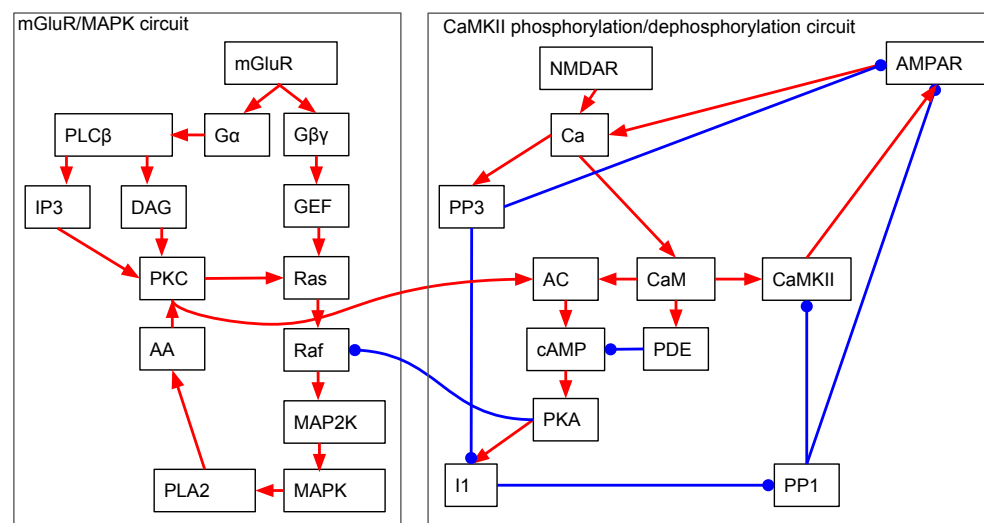 mGluR/MAPK circuit
mGluR
PLCβ
Gα
Gβγ
IP3
DAG
GEF
PKC
Ras
AA
Raf
MAP2K
PLA2
MAPK
CaMKII phosphorylation/dephosphorylation circuit
NMDAR
AMPAR
Ca
PP3
AC
CaM
CaMKII
cAMP
PDE
PKA
I1
PP1